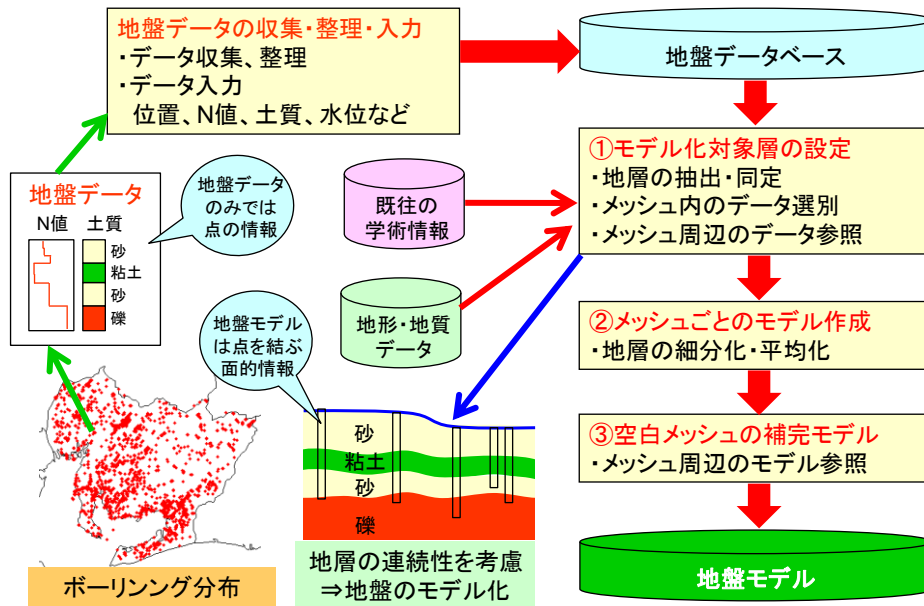 地盤データの収集・整理・入力
・データ収集、整理
・データ入力
位置、N値、土質、水位など
地盤データベース
①モデル化対象層の設定
・地層の抽出・同定
・メッシュ内のデータ選別
・メッシュ周辺のデータ参照
地盤データ
N値 土質
砂
粘土
砂
礫
地盤データ
のみでは
点の情報
既往の
学術情報
地形・地質
データ
②メッシュごとのモデル作成
・地層の細分化・平均化
地盤モデル
は点を結ぶ
面的情報
③空白メッシュの補完モデル
・メッシュ周辺のモデル参照
砂
粘土
砂
礫
ボーリンング分布
地層の連続性を考慮
⇒地盤のモデル化
地盤モデル